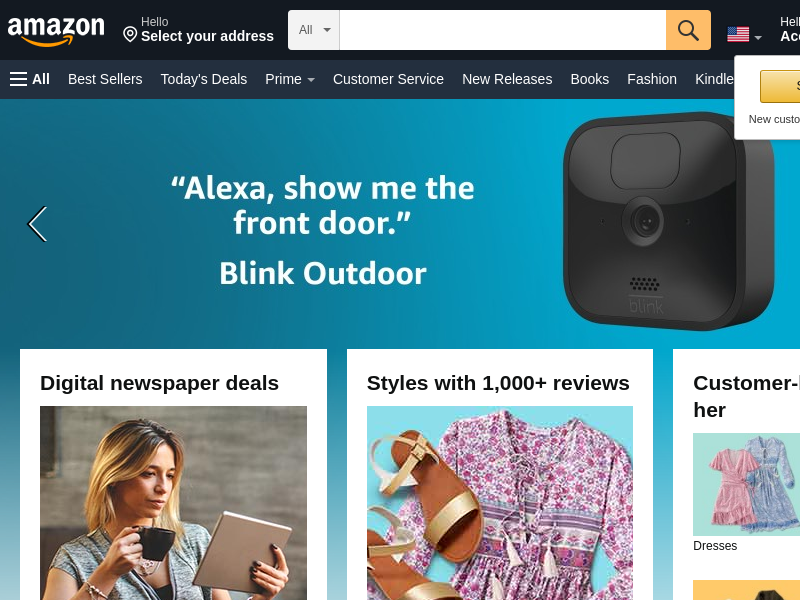 amazon
Hello
Select your address
All
Hell
Acc
All
Best Sellers
Today's Deals
Prime
Customer Service
New Releases
Books
Fashion
Kindle
S
New custo
“Alexa, show me the
front door.”
Blink Outdoor
blink
Digital newspaper deals
Styles with 1,000+ reviews
Customer-l
her
Dresses